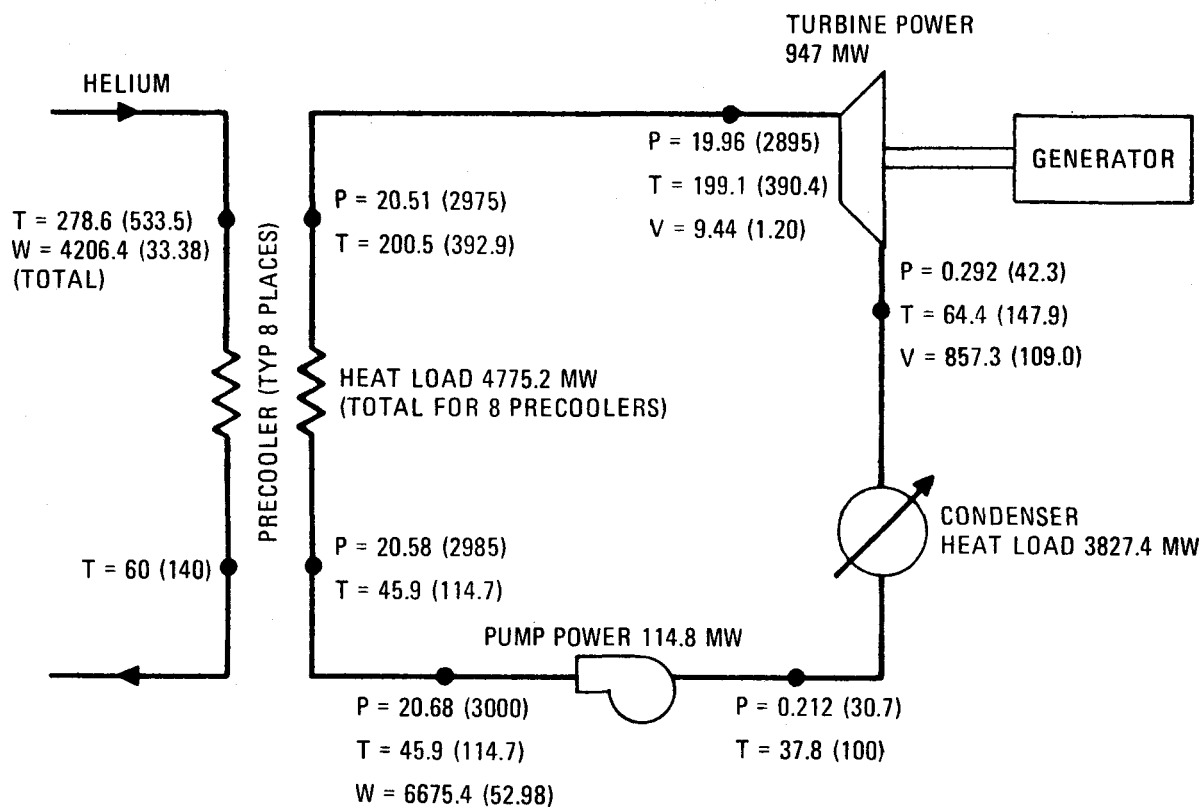 TURBINE POWER
947 MW
HELIUM
GENERATOR
P = 19.96 (2895)
T = 199.1 (390.4)
V = 9.44 (1.20)
T = 278.6 (533.5)
W = 4206.4 (33.38)
(TOTAL)
P = 20.51 (2975)
T = 200.5 (392.9)
P = 0.292 (42.3)
T = 64.4 (147.9)
V = 857.3 (109.0)
PRECOOLER (TYP 8 PLACES)
HEAT LOAD 4775.2 MW
(TOTAL FOR 8 PRECOOLERS)
CONDENSER
HEAT LOAD 3827.4 MW
T = 60 (140)
P = 20.58 (2985)
T = 45.9 (114.7)
PUMP POWER 114.8 MW
P = 20.68 (3000)
T = 45.9 (114.7)
W = 6675.4 (52.98)
P = 0.212 (30.7)
T = 37.8 (100)